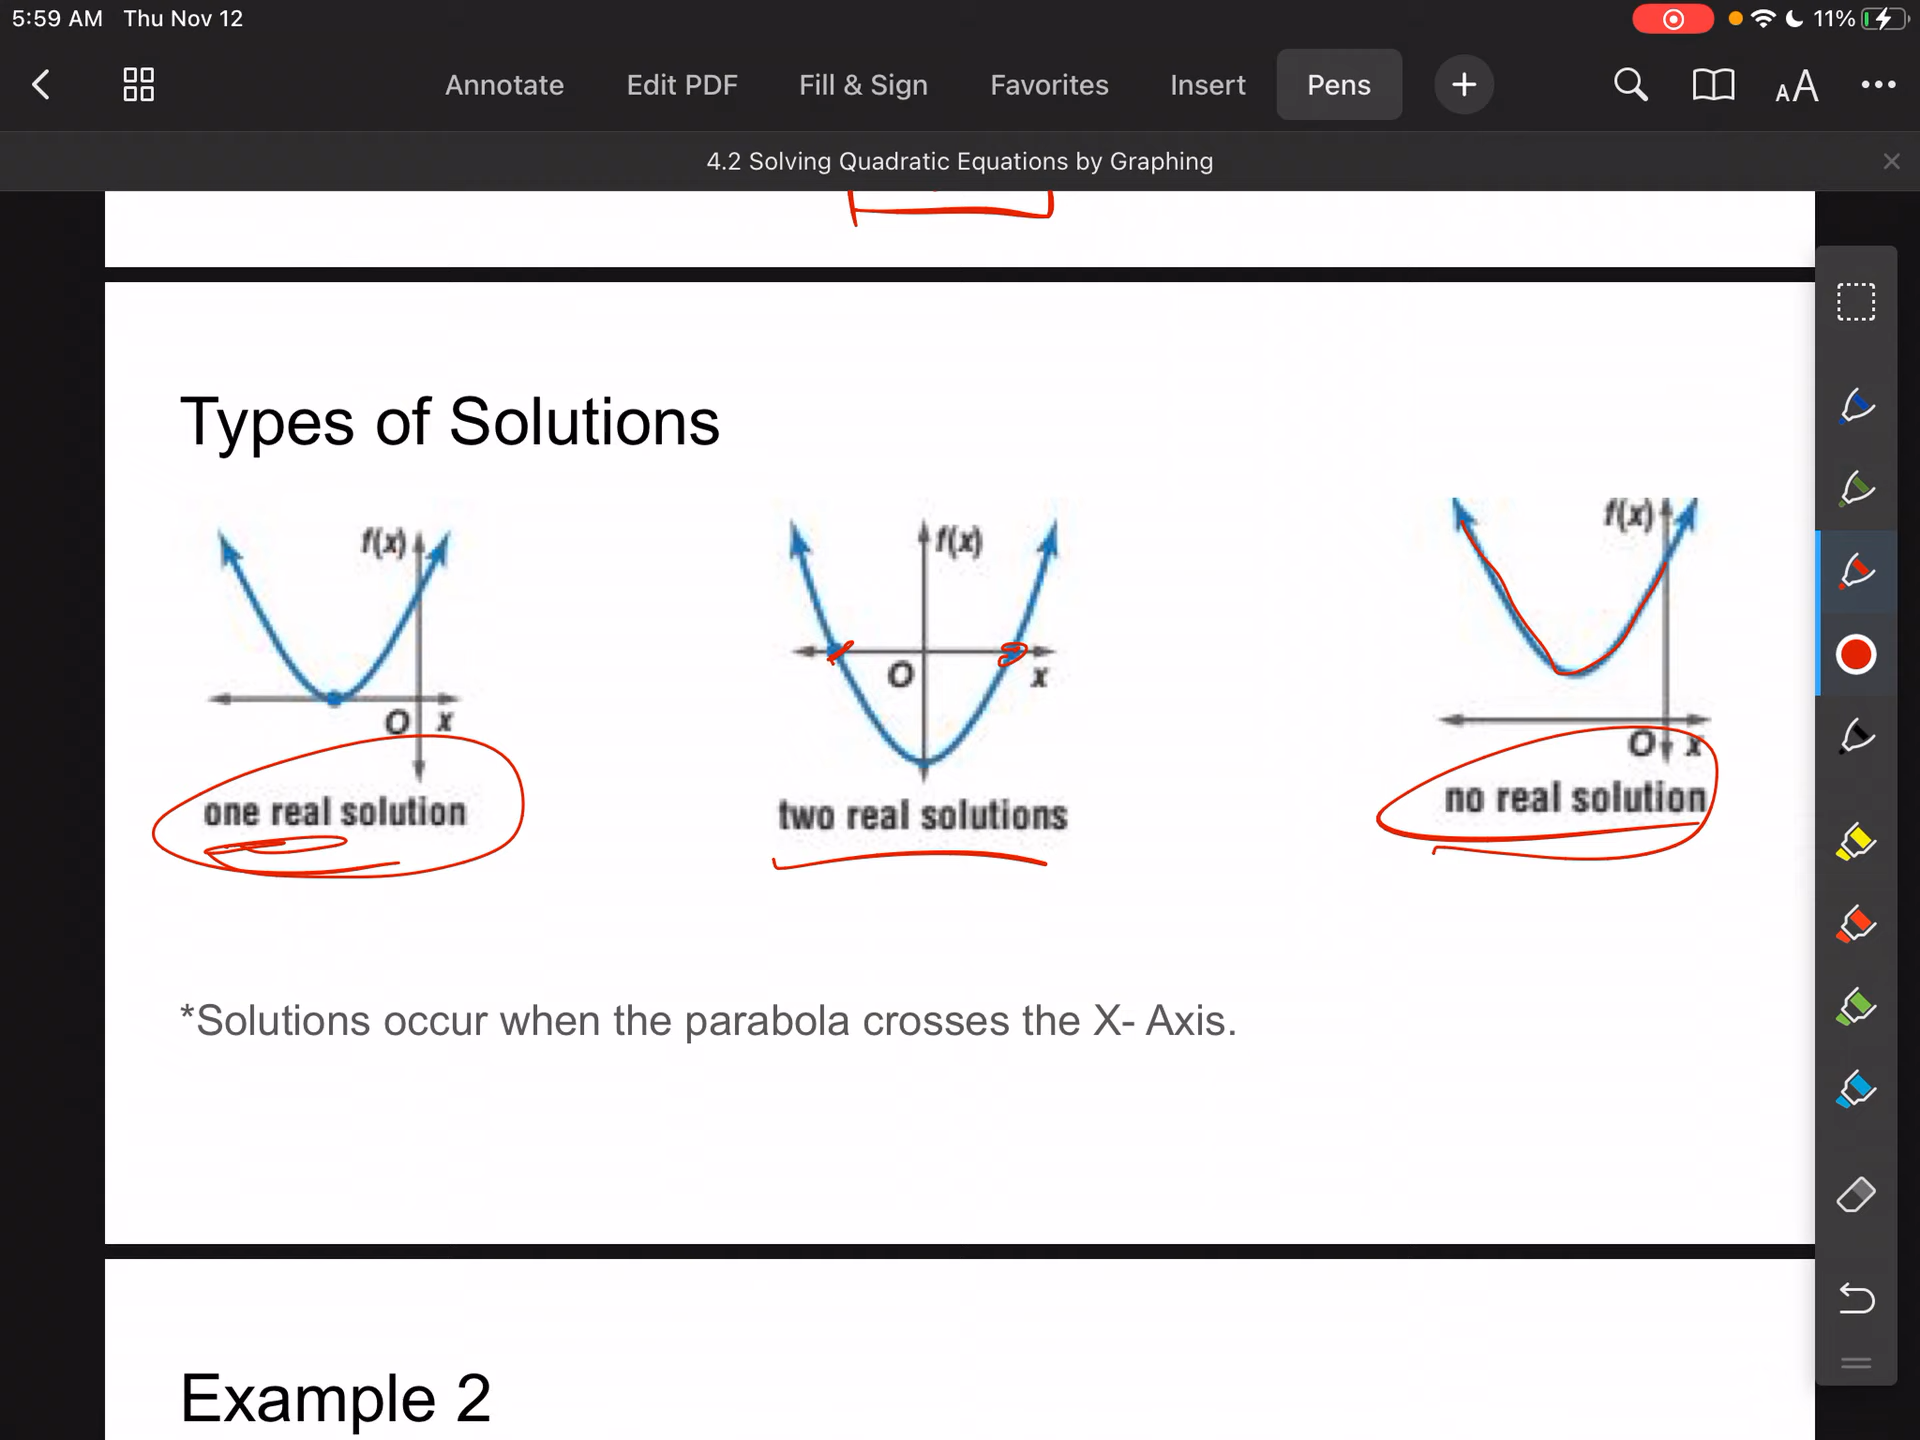 5:59 AM Thu Nov 12
11%
Annotate Edit PDF Fill & Sign Favorites Insert Pens +
AA
4.2 Solving Quadratic Equations by Graphing
Types of Solutions
f(x) f(x) f(x)
O x O x O x
one real solution two real solutions no real solution
*Solutions occur when the parabola crosses the X- Axis.
Example 2